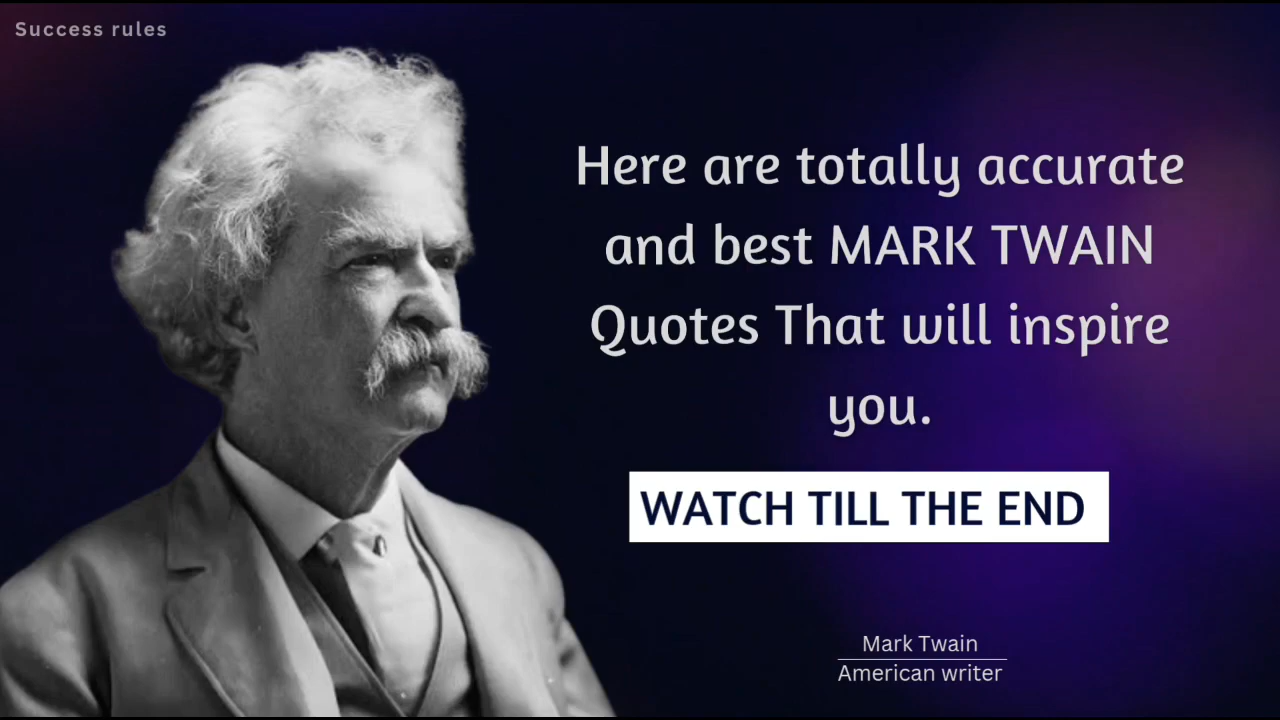 Success rules
Here are totally accurate
and best MARK TWAIN
Quotes That will inspire
you.
WATCH TILL THE END
Mark Twain
American writer